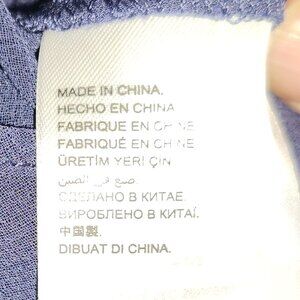 MADE IN CHINA.
HECHO EN CHINA
FABRIQUE EN CHINE
FABRIQUÉ EN CHINE
ÜRETİM YERİ ÇİN
صنع في الصين.
СДЕЛАНО В КИТАЕ.
ВИРОБЛЕНО В КИТАЇ.
中国製.
DIBUAT DI CHINA.